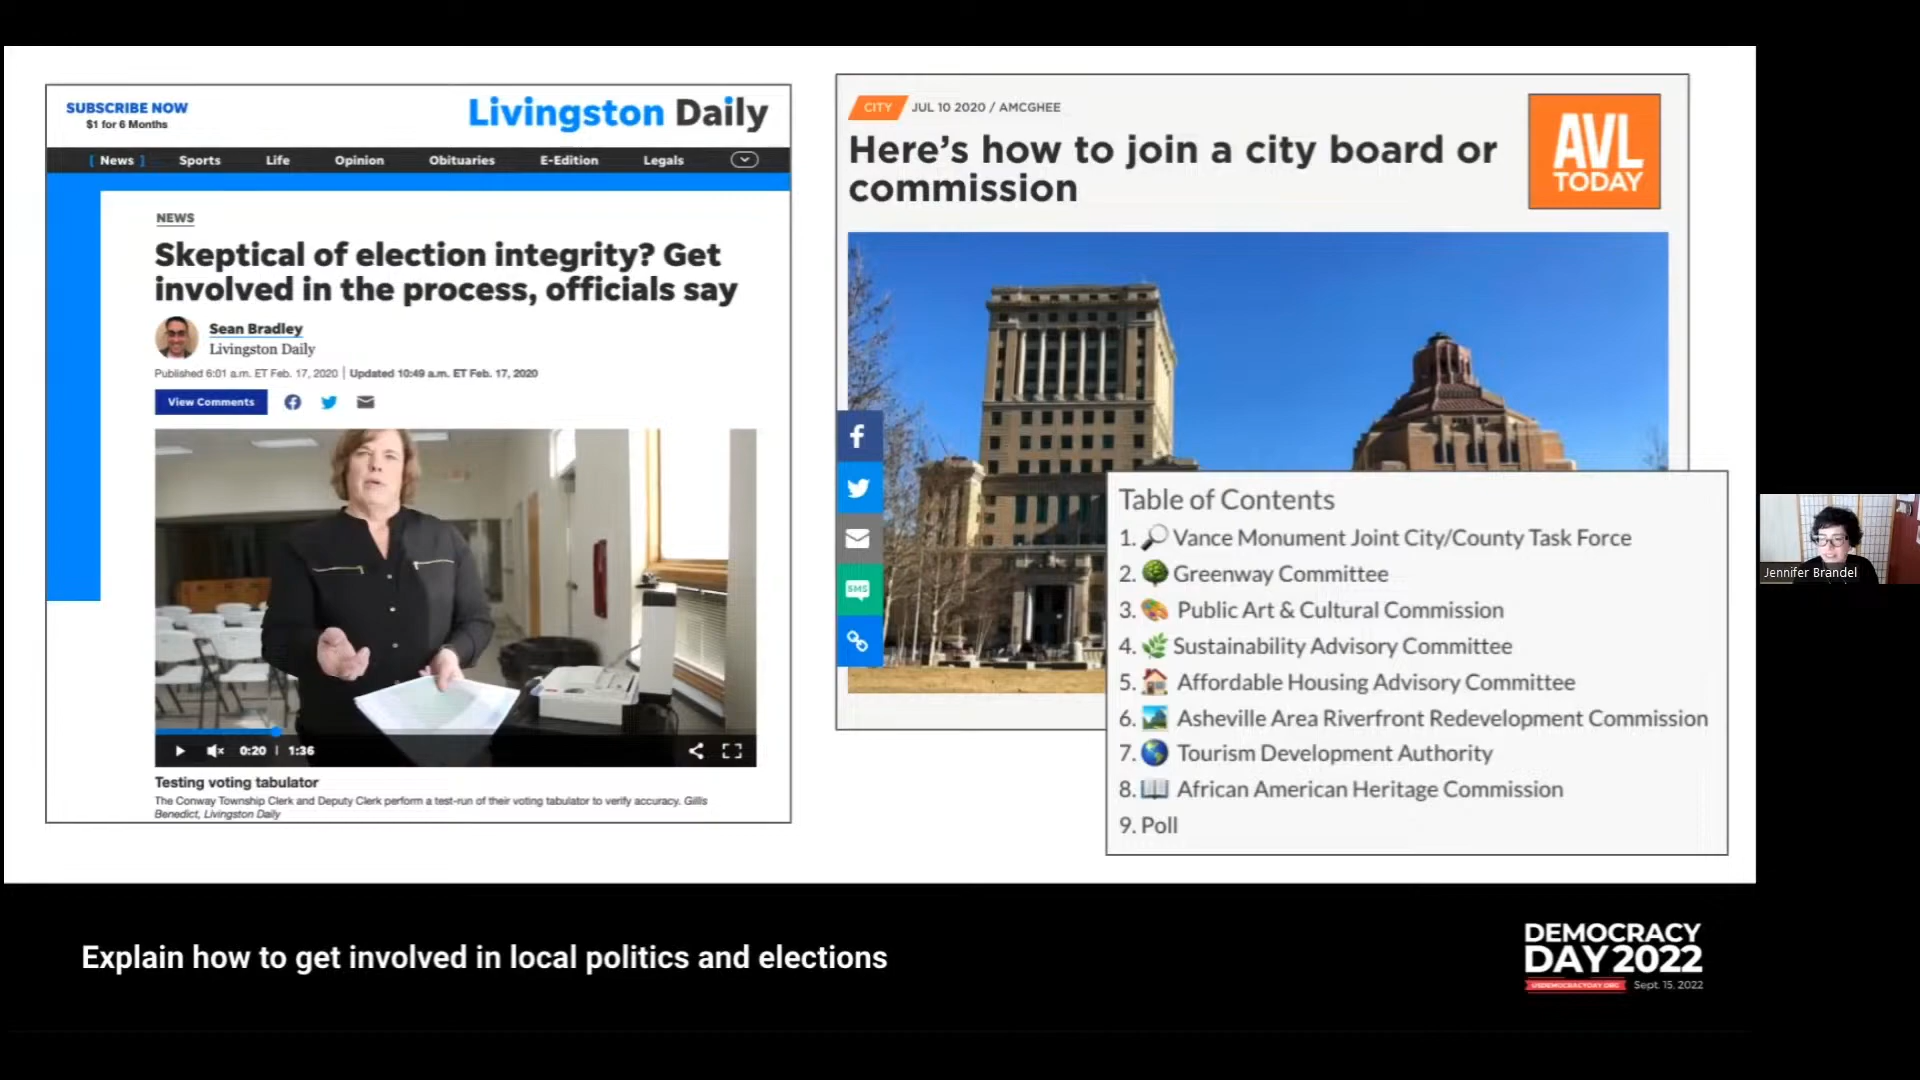 SUBSCRIBE NOW
$1 for 6 Months
Livingston Daily
[ News ] Sports Life Opinion Obituaries E-Edition Legals
NEWS
Skeptical of election integrity? Get
involved in the process, officials say
Sean Bradley
Livingston Daily
Published 6:01 a.m. ET Feb. 17, 2020 | Updated 10:49 a.m. ET Feb. 17, 2020
View Comments
0:20 | 1:36
Testing voting tabulator
The Conway Township Clerk and Deputy Clerk perform a test-run of their voting tabulator to verify accuracy. Gillis
Benedict, Livingston Daily
CITY JUL 10 2020 / AMCGHEE
Here’s how to join a city board or
commission
AVL
TODAY
SMS
Table of Contents
1. Vance Monument Joint City/County Task Force
2. Greenway Committee
3. Public Art & Cultural Commission
4. Sustainability Advisory Committee
5. Affordable Housing Advisory Committee
6. Asheville Area Riverfront Redevelopment Commission
7. Tourism Development Authority
8. African American Heritage Commission
9. Poll
Jennifer Brandel
Explain how to get involved in local politics and elections
DEMOCRACY
DAY 2022
USDEMOCRACYDAY.ORG Sept. 15, 2022